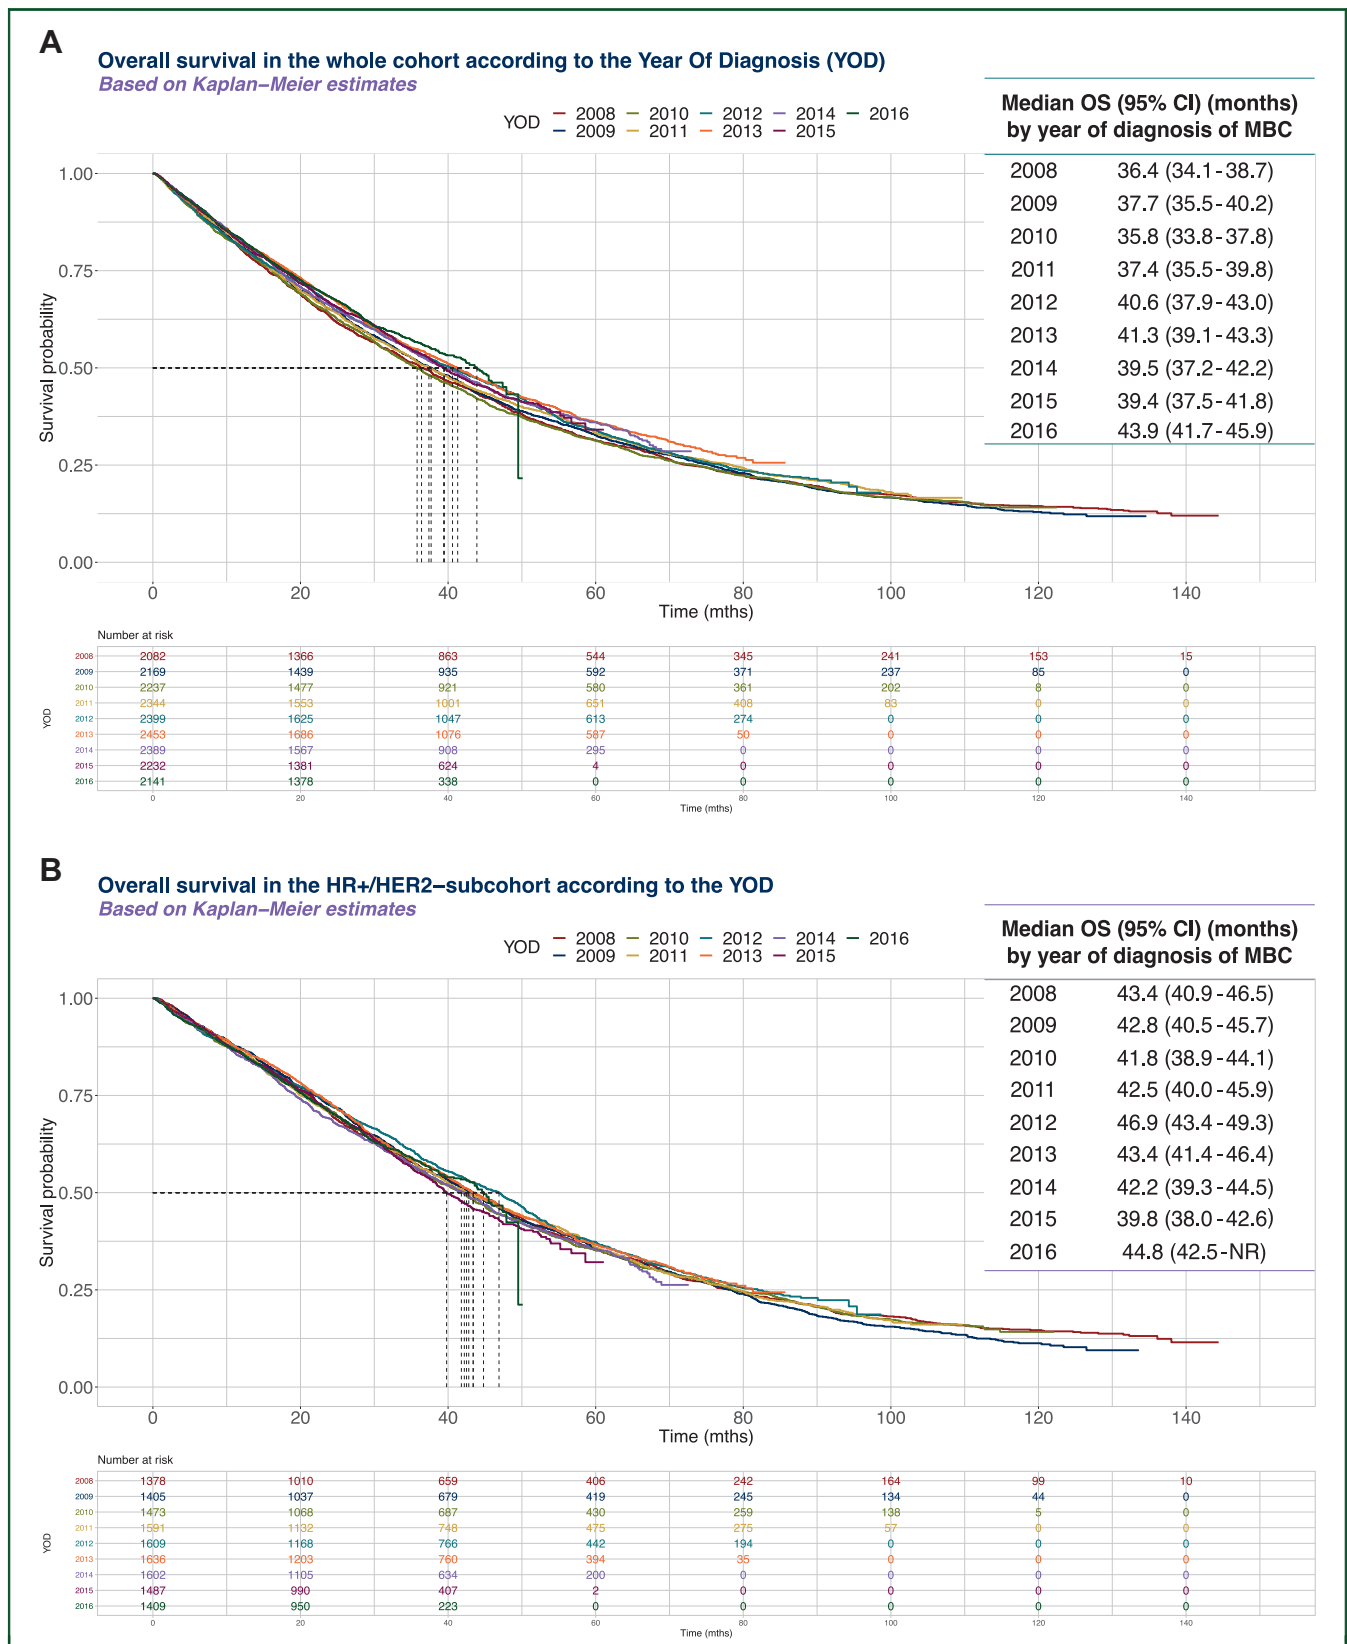 A
Overall survival in the whole cohort according to the Year Of Diagnosis (YOD)
Based on Kaplan–Meier estimates
YOD
2008 2010 2012 2014 2016
2009 2011 2013 2015
Median OS (95% CI) (months)
by year of diagnosis of MBC
2008 36.4 (34.1-38.7)
2009 37.7 (35.5-40.2)
2010 35.8 (33.8-37.8)
2011 37.4 (35.5-39.8)
2012 40.6 (37.9-43.0)
2013 41.3 (39.1-43.3)
2014 39.5 (37.2-42.2)
2015 39.4 (37.5-41.8)
2016 43.9 (41.7-45.9)
Survival probability
1.00
0.75
0.50
0.25
0.00
0 20 40 60 80 100 120 140
Time (mths)
Number at risk
YOD
2008 2082 1366 863 544 345 241 153 15
2009 2169 1439 935 592 371 237 85 0
2010 2237 1477 921 580 361 202 8 0
2011 2344 1553 1001 651 408 83 0 0
2012 2399 1625 1047 613 274 0 0 0
2013 2453 1686 1076 587 50 0 0 0
2014 2389 1567 908 295 0 0 0 0
2015 2232 1381 624 4 0 0 0 0
2016 2141 1378 338 0 0 0 0 0
0 20 40 60 80 100 120 140
Time (mths)
B
Overall survival in the HR+/HER2–subcohort according to the YOD
Based on Kaplan–Meier estimates
YOD
2008 2010 2012 2014 2016
2009 2011 2013 2015
Median OS (95% CI) (months)
by year of diagnosis of MBC
2008 43.4 (40.9-46.5)
2009 42.8 (40.5-45.7)
2010 41.8 (38.9-44.1)
2011 42.5 (40.0-45.9)
2012 46.9 (43.4-49.3)
2013 43.4 (41.4-46.4)
2014 42.2 (39.3-44.5)
2015 39.8 (38.0-42.6)
2016 44.8 (42.5-NR)
Survival probability
1.00
0.75
0.50
0.25
0.00
0 20 40 60 80 100 120 140
Time (mths)
Number at risk
YOD
2008 1378 1010 659 406 242 164 99 10
2009 1405 1037 679 419 245 134 44 0
2010 1473 1068 687 430 259 138 5 0
2011 1591 1132 748 475 275 57 0 0
2012 1609 1168 766 442 194 0 0 0
2013 1636 1203 760 394 35 0 0 0
2014 1602 1105 634 200 0 0 0 0
2015 1487 990 407 2 0 0 0 0
2016 1409 950 223 0 0 0 0 0
0 20 40 60 80 100 120 140
Time (mths)